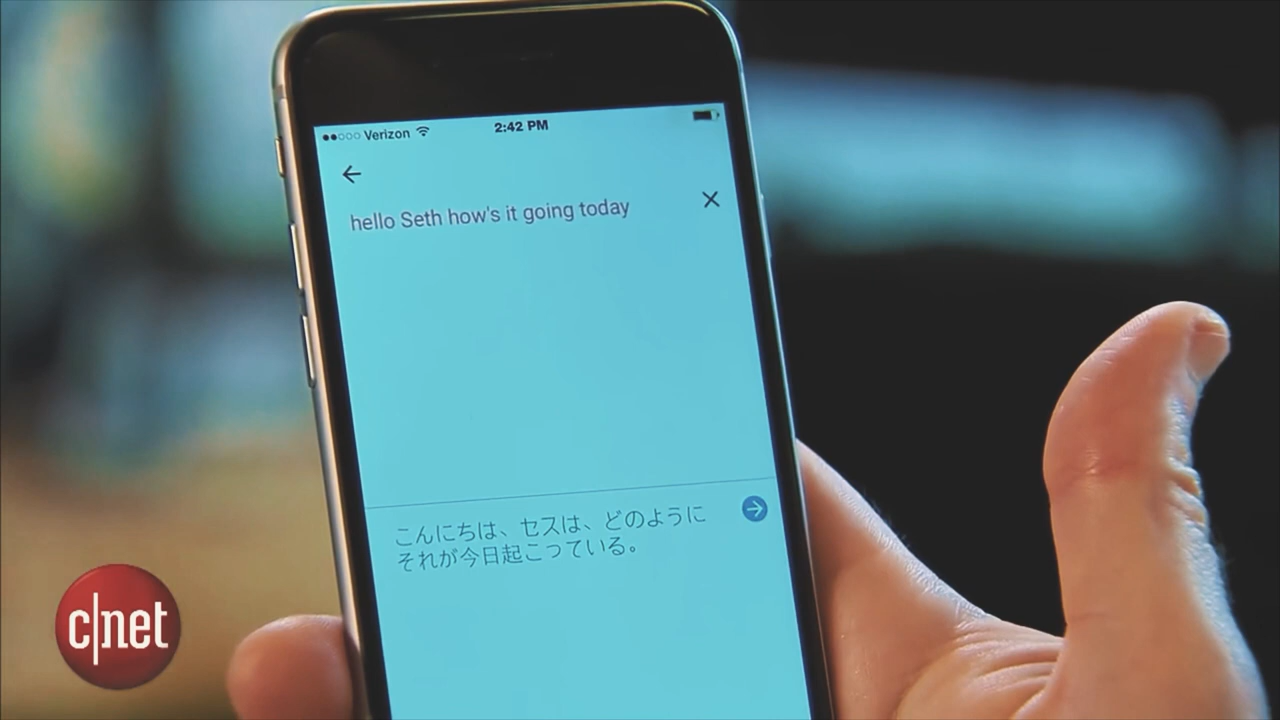 Verizon
2:42 PM
hello Seth how's it going today
こんにちは、セスは、どのように
それが今日起こっている。
c|net